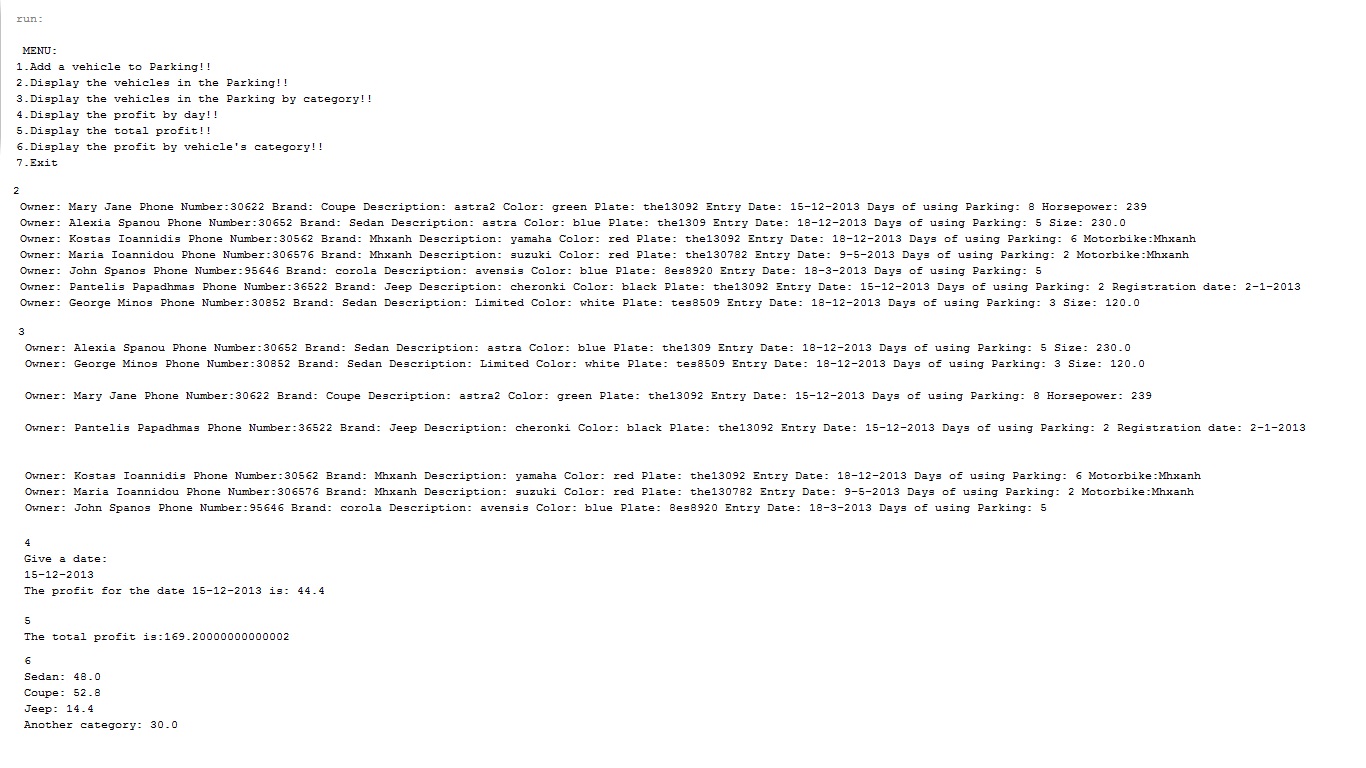 run:
MENU:
1.Add a vehicle to Parking!!
2.Display the vehicles in the Parking!!
3.Display the vehicles in the Parking by category!!
4.Display the profit by day!!
5.Display the total profit!!
6.Display the profit by vehicle's category!!
7.Exit
2
Owner: Mary Jane Phone Number:30622 Brand: Coupe Description: astra2 Color: green Plate: the13092 Entry Date: 15-12-2013 Days of using Parking: 8 Horsepower: 239
Owner: Alexia Spanou Phone Number:30652 Brand: Sedan Description: astra Color: blue Plate: the1309 Entry Date: 18-12-2013 Days of using Parking: 5 Size: 230.0
Owner: Kostas Ioannidis Phone Number:30562 Brand: Mhxanh Description: yamaha Color: red Plate: the13092 Entry Date: 18-12-2013 Days of using Parking: 6 Motorbike:Mhxanh
Owner: Maria Ioannidou Phone Number:306576 Brand: Mhxanh Description: suzuki Color: red Plate: the130782 Entry Date: 9-5-2013 Days of using Parking: 2 Motorbike:Mhxanh
Owner: John Spanos Phone Number:95646 Brand: corola Description: avensis Color: blue Plate: 8es8920 Entry Date: 18-3-2013 Days of using Parking: 5
Owner: Pantelis Papadhmas Phone Number:36522 Brand: Jeep Description: cheronki Color: black Plate: the13092 Entry Date: 15-12-2013 Days of using Parking: 2 Registration date: 2-1-2013
Owner: George Minos Phone Number:30852 Brand: Sedan Description: Limited Color: white Plate: tes8509 Entry Date: 18-12-2013 Days of using Parking: 3 Size: 120.0
3
Owner: Alexia Spanou Phone Number:30652 Brand: Sedan Description: astra Color: blue Plate: the1309 Entry Date: 18-12-2013 Days of using Parking: 5 Size: 230.0
Owner: George Minos Phone Number:30852 Brand: Sedan Description: Limited Color: white Plate: tes8509 Entry Date: 18-12-2013 Days of using Parking: 3 Size: 120.0
Owner: Mary Jane Phone Number:30622 Brand: Coupe Description: astra2 Color: green Plate: the13092 Entry Date: 15-12-2013 Days of using Parking: 8 Horsepower: 239
Owner: Pantelis Papadhmas Phone Number:36522 Brand: Jeep Description: cheronki Color: black Plate: the13092 Entry Date: 15-12-2013 Days of using Parking: 2 Registration date: 2-1-2013
Owner: Kostas Ioannidis Phone Number:30562 Brand: Mhxanh Description: yamaha Color: red Plate: the13092 Entry Date: 18-12-2013 Days of using Parking: 6 Motorbike:Mhxanh
Owner: Maria Ioannidou Phone Number:306576 Brand: Mhxanh Description: suzuki Color: red Plate: the130782 Entry Date: 9-5-2013 Days of using Parking: 2 Motorbike:Mhxanh
Owner: John Spanos Phone Number:95646 Brand: corola Description: avensis Color: blue Plate: 8es8920 Entry Date: 18-3-2013 Days of using Parking: 5
4
Give a date:
15-12-2013
The profit for the date 15-12-2013 is: 44.4
5
The total profit is:169.20000000000002
6
Sedan: 48.0
Coupe: 52.8
Jeep: 14.4
Another category: 30.0